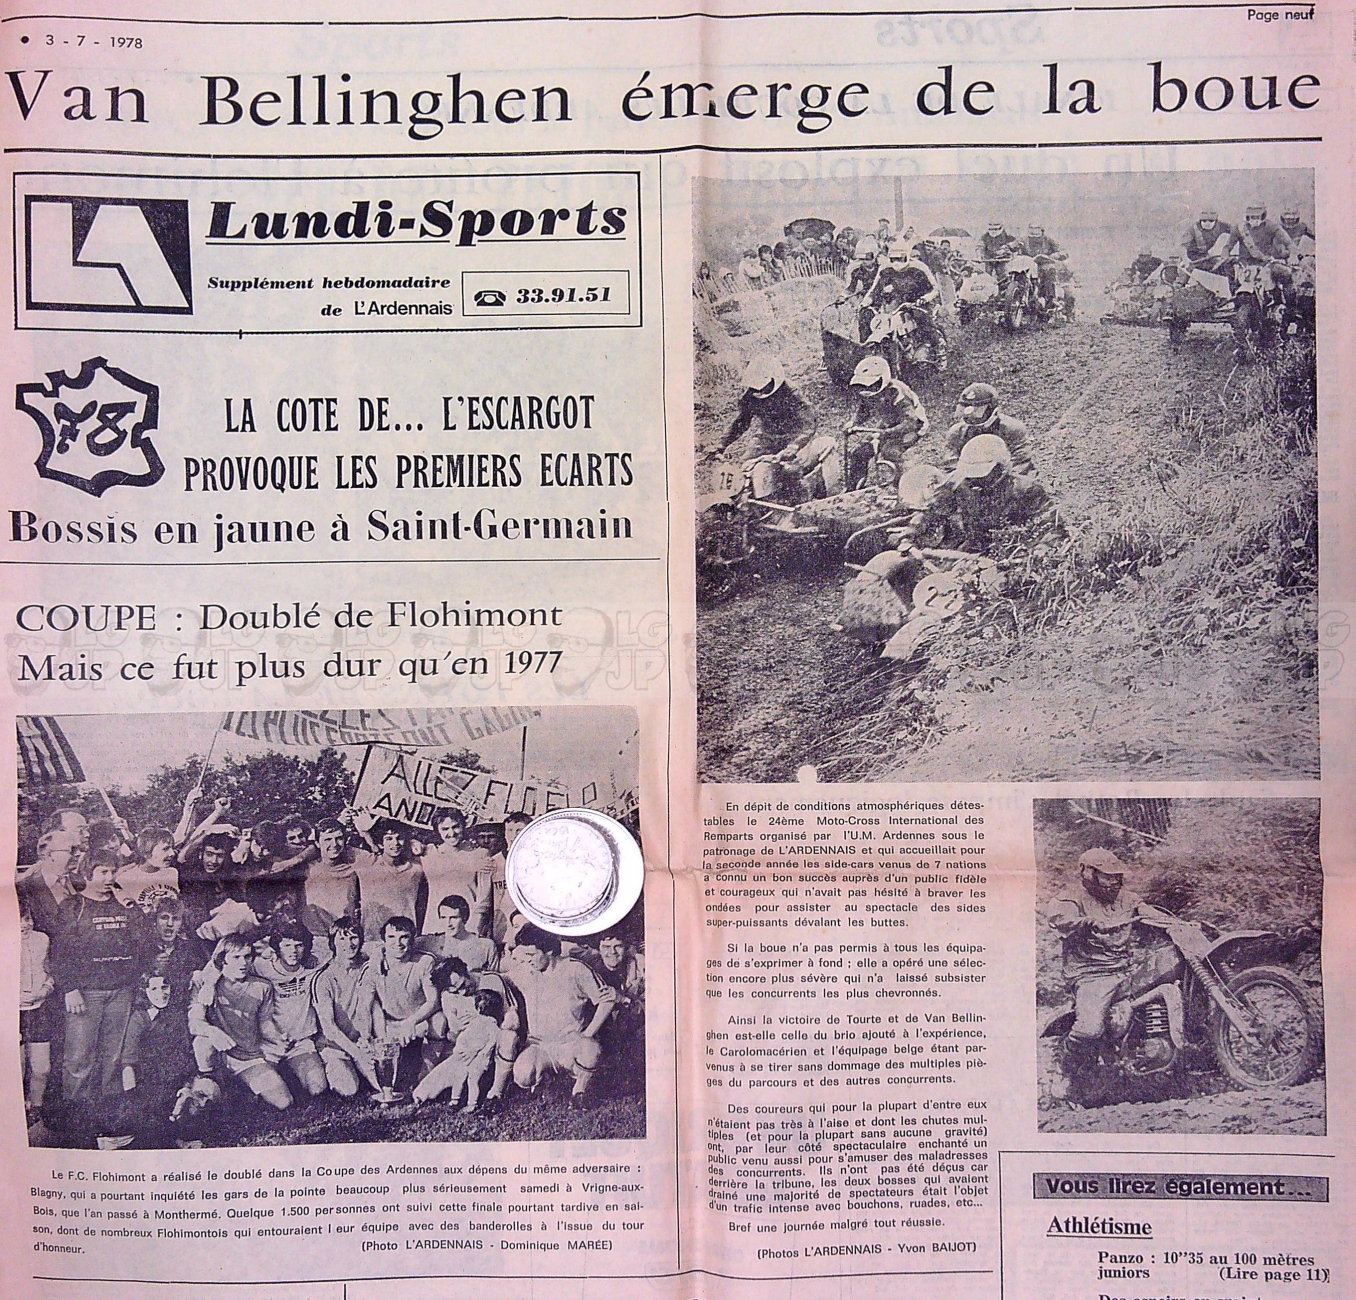 Page neuf
• 3 - 7 - 1978
Van Bellinghen émerge de la boue
Lundi-Sports
Supplément hebdomadaire
de L'Ardennais
☎ 33.91.51
78
LA COTE DE... L'ESCARGOT
PROVOQUE LES PREMIERS ECARTS
Bossis en jaune à Saint-Germain
COUPE : Doublé de Flohimont
Mais ce fut plus dur qu'en 1977
ALLEZ FLOFLO
Le F.C. Flohimont a réalisé le doublé dans la Coupe des Ardennes aux dépens du même adversaire :
Blagny, qui a pourtant inquiété les gars de la pointe beaucoup plus sérieusement samedi à Vrigne-aux-
Bois, que l'an passé à Monthermé. Quelque 1.500 personnes ont suivi cette finale pourtant tardive en sai-
son, dont de nombreux Flohimontois qui entouraient l eur équipe avec des banderolles à l'issue du tour
d'honneur. (Photo L'ARDENNAIS - Dominique MARÉE)
En dépit de conditions atmosphériques détes-
tables le 24ème Moto-Cross International des
Remparts organisé par l'U.M. Ardennes sous le
patronage de L'ARDENNAIS et qui accueillait pour
la seconde année les side-cars venus de 7 nations
a connu un bon succès auprès d'un public fidèle
et courageux qui n'avait pas hésité à braver les
ondées pour assister au spectacle des sides
super-puissants dévalant les buttes.
Si la boue n'a pas permis à tous les équipa-
ges de s'exprimer à fond ; elle a opéré une sélec-
tion encore plus sévère qui n'a laissé subsister
que les concurrents les plus chevronnés.
Ainsi la victoire de Tourte et de Van Bellin-
ghen est-elle celle du brio ajouté à l'expérience,
le Carolomacérien et l'équipage belge étant par-
venus à se tirer sans dommage des multiples piè-
ges du parcours et des autres concurrents.
Des coureurs qui pour la plupart d'entre eux
n'étaient pas très à l'aise et dont les chutes mul-
tiples (et pour la plupart sans aucune gravité)
ont, par leur côté spectaculaire enchanté un
public venu aussi pour s'amuser des maladresses
des concurrents. Ils n'ont pas été déçus car
derrière la tribune, les deux bosses qui avaient
drainé une majorité de spectateurs était l'objet
d'un trafic intense avec bouchons, ruades, etc...
Bref une journée malgré tout réussie.
(Photos L'ARDENNAIS - Yvon BAIJOT)
Vous lirez également...
Athlétisme
Panzo : 10''35 au 100 mètres
juniors (Lire page 11)